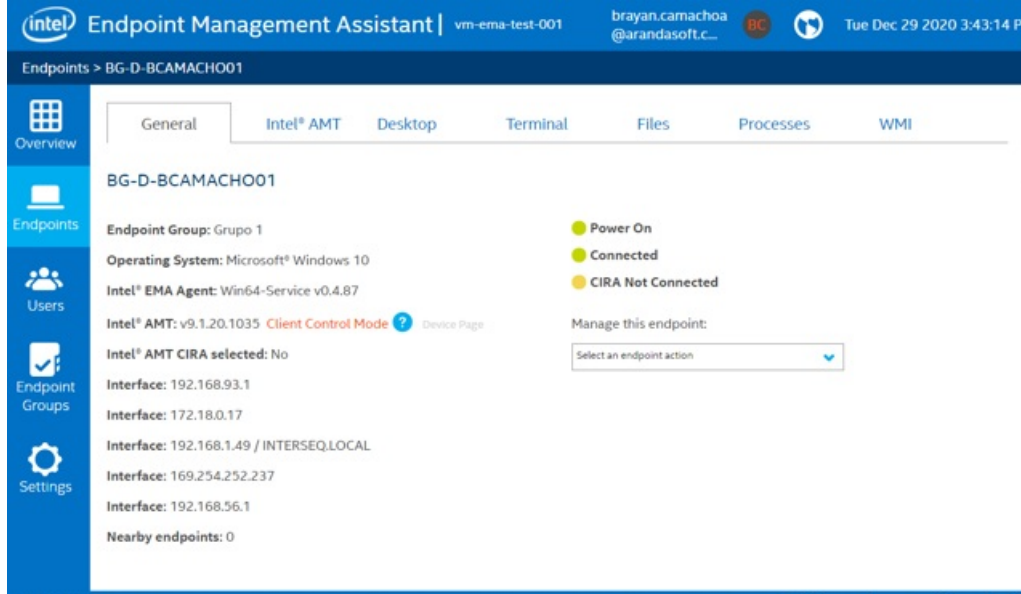 intel Endpoint Management Assistant | vm-ema-test-001
brayan.camachoa
@arandasoft.c...
BC
Tue Dec 29 2020 3:43:14 P
Endpoints > BG-D-BCAMACHO01
Overview
Endpoints
Users
Endpoint
Groups
Settings
General Intel® AMT Desktop Terminal Files Processes WMI
BG-D-BCAMACHO01
Endpoint Group: Grupo 1
Operating System: Microsoft® Windows 10
Intel® EMA Agent: Win64-Service v0.4.87
Intel® AMT: v9.1.20.1035 Client Control Mode ? Device Page
Intel® AMT CIRA selected: No
Interface: 192.168.93.1
Interface: 172.18.0.17
Interface: 192.168.1.49 / INTERSEQ.LOCAL
Interface: 169.254.252.237
Interface: 192.168.56.1
Nearby endpoints: 0
Power On
Connected
CIRA Not Connected
Manage this endpoint:
Select an endpoint action